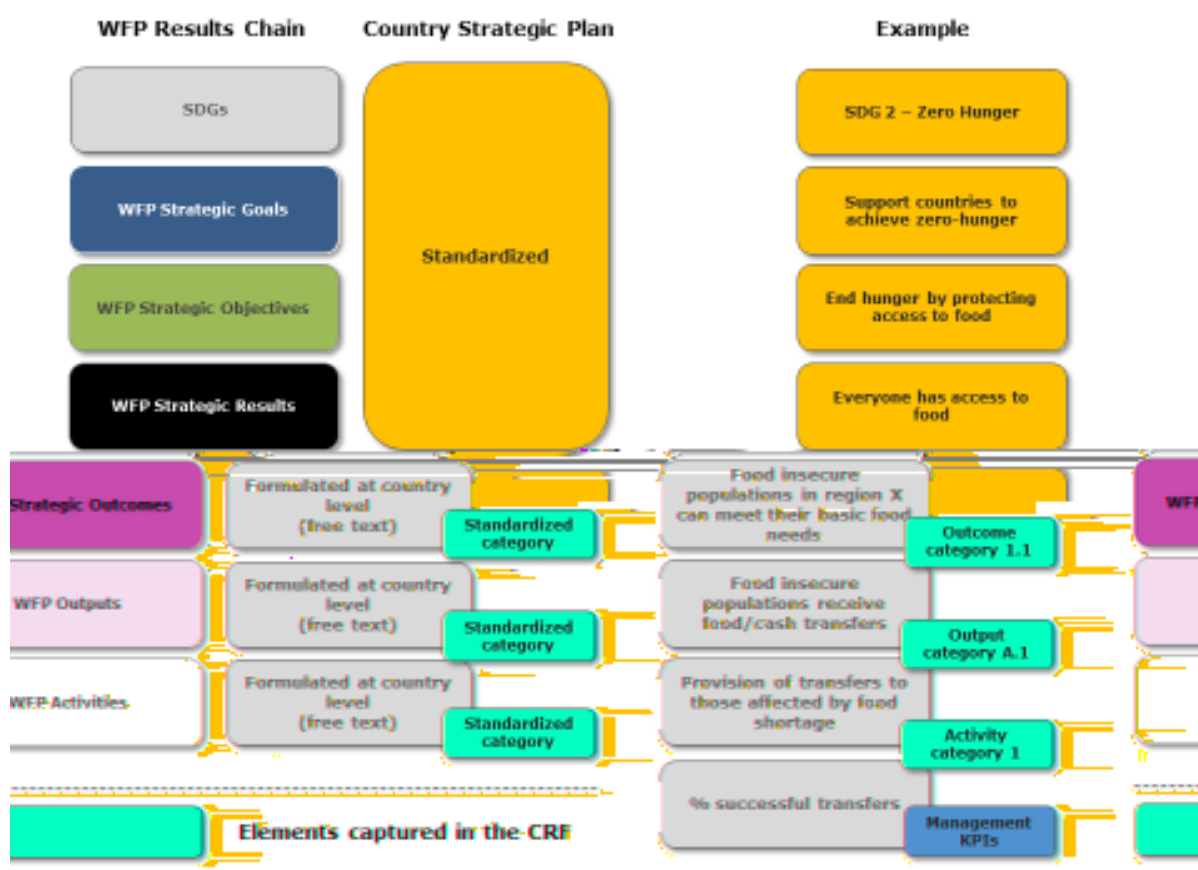 WFP Results Chain
Country Strategic Plan
Example
SDGs
WFP Strategic Goals
WFP Strategic Objectives
WFP Strategic Results
Standardized
SDG 2 – Zero Hunger
Support countries to
achieve zero-hunger
End hunger by protecting
access to food
Everyone has access to
food
Strategic Outcomes
Formulated at country
level
(free text)
Standardized
category
Food insecure
populations in region X
can meet their basic food
needs
Outcome
category 1.1
WFP
WFP Outputs
Formulated at country
level
(free text)
Standardized
category
Food insecure
populations receive
food/cash transfers
Output
category A.1
WFP Activities
Formulated at country
level
(free text)
Standardized
category
Provision of transfers to
those affected by food
shortage
Activity
category 1
% successful transfers
Management
KPIs
Elements captured in the CRF